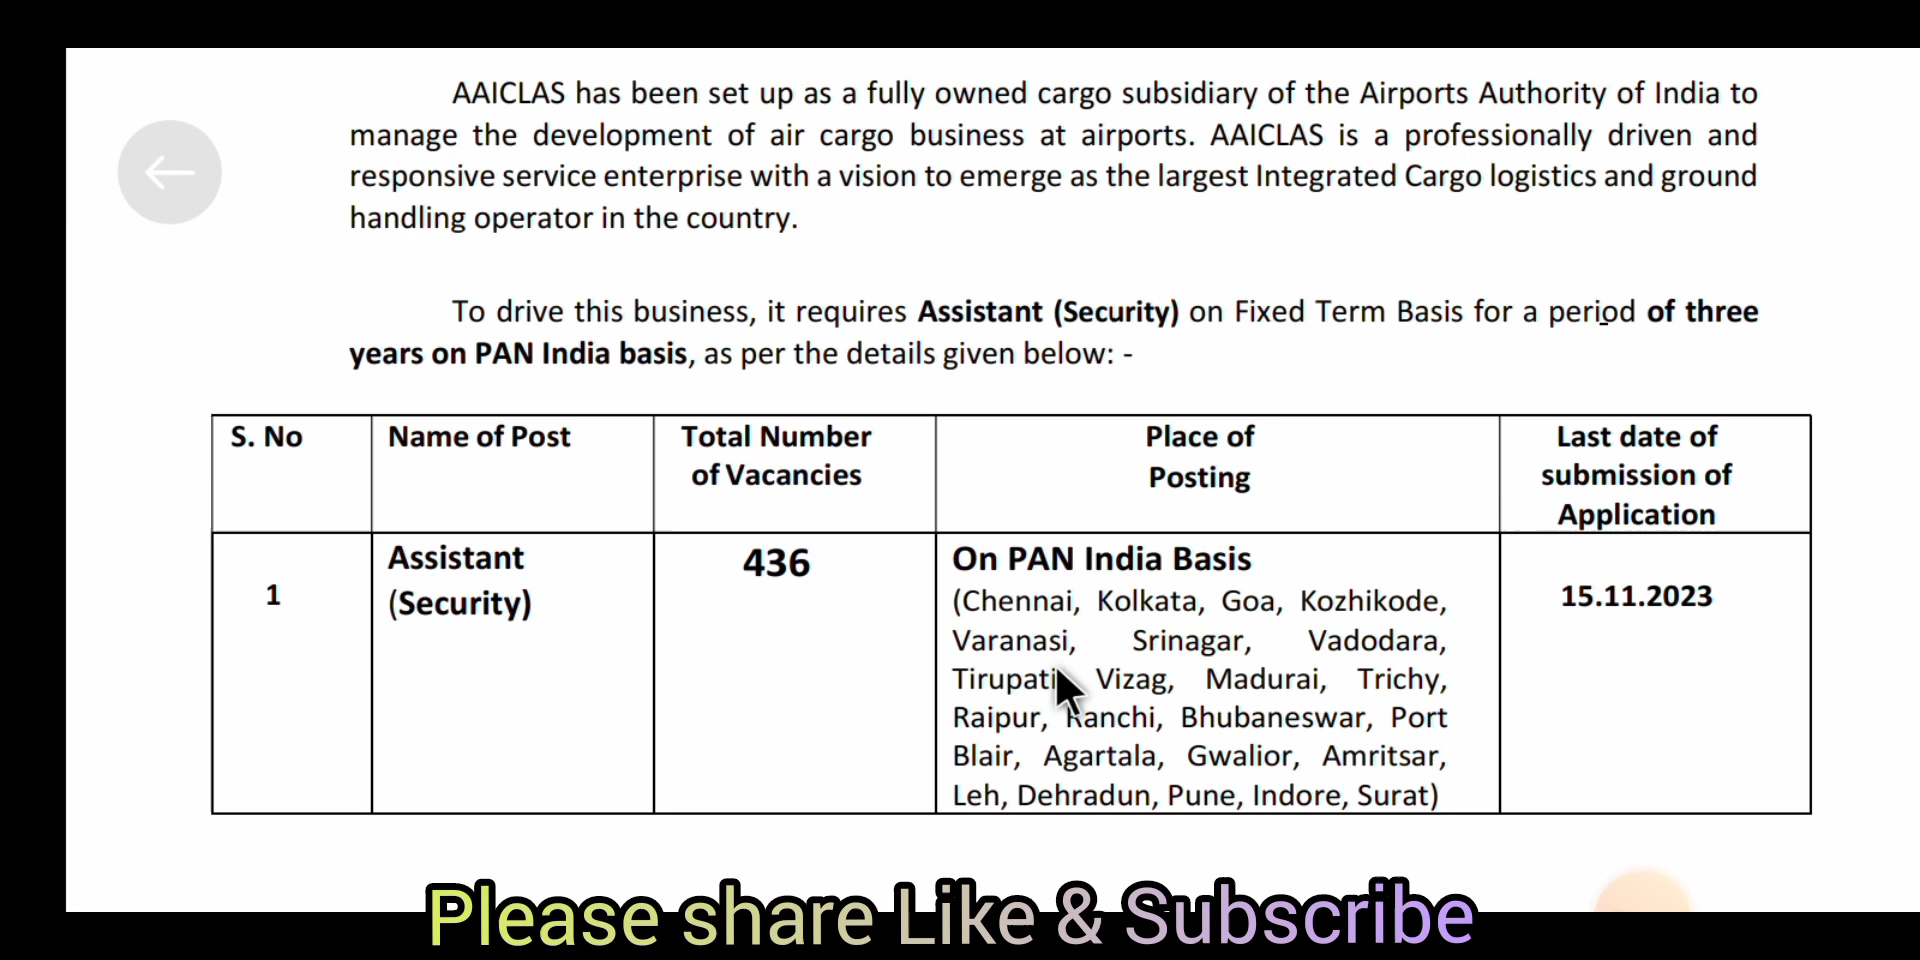 AAICLAS has been set up as a fully owned cargo subsidiary of the Airports Authority of India to
manage the development of air cargo business at airports. AAICLAS is a professionally driven and
responsive service enterprise with a vision to emerge as the largest Integrated Cargo logistics and ground
handling operator in the country.
To drive this business, it requires Assistant (Security) on Fixed Term Basis for a period of three
years on PAN India basis, as per the details given below: -
S. No
Name of Post
Total Number
of Vacancies
Place of
Posting
Last date of
submission of
Application
1
Assistant
(Security)
436
On PAN India Basis
(Chennai, Kolkata, Goa, Kozhikode,
Varanasi, Srinagar, Vadodara,
Tirupati Vizag, Madurai, Trichy,
Raipur, Ranchi, Bhubaneswar, Port
Blair, Agartala, Gwalior, Amritsar,
Leh, Dehradun, Pune, Indore, Surat)
15.11.2023
Please share Like & Subscribe